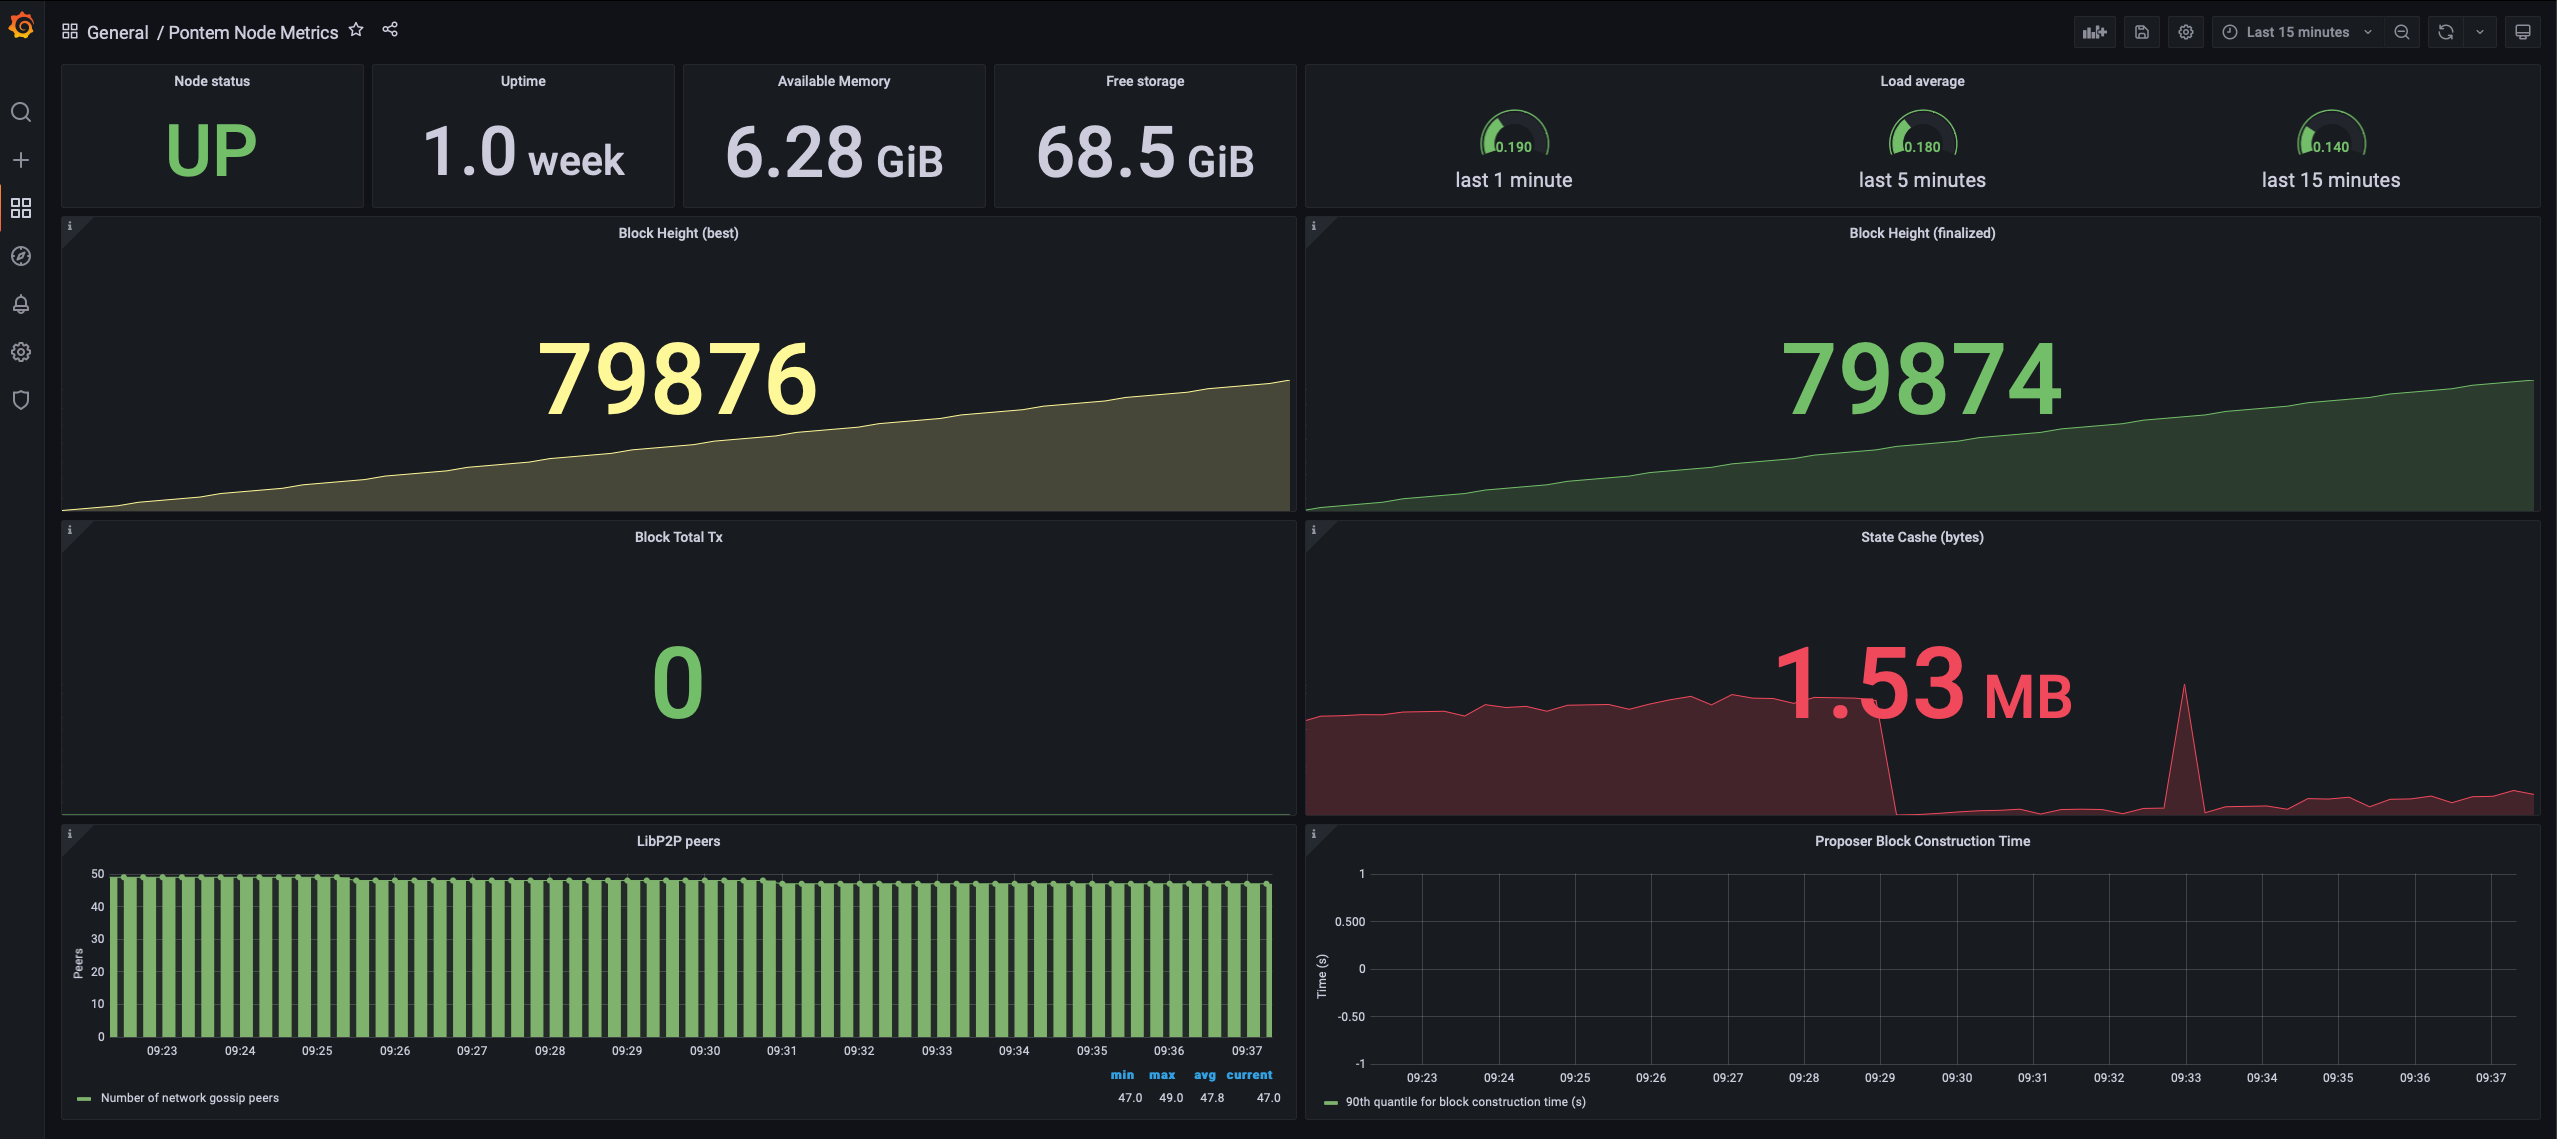 General / Pontem Node Metrics
Last 15 minutes
Node status
UP
Uptime
1.0 week
Available Memory
6.28 GiB
Free storage
68.5 GiB
Load average
0.190
last 1 minute
0.180
last 5 minutes
0.140
last 15 minutes
Block Height (best)
79876
Block Height (finalized)
79874
Block Total Tx
0
State Cashe (bytes)
1.53 MB
LibP2P peers
Peers
50
40
30
20
10
0
09:23 09:24 09:25 09:26 09:27 09:28 09:29 09:30 09:31 09:32 09:33 09:34 09:35 09:36 09:37
min max avg current
Number of network gossip peers 47.0 49.0 47.8 47.0
Proposer Block Construction Time
Time (s)
1
0.500
0
-0.50
-1
09:23 09:24 09:25 09:26 09:27 09:28 09:29 09:30 09:31 09:32 09:33 09:34 09:35 09:36 09:37
90th quantile for block construction time (s)